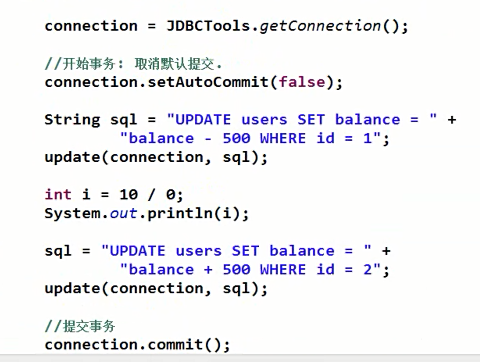 connection = JDBCTools.getConnection();
//开始事务: 取消默认提交.
connection.setAutoCommit(false);
String sql = "UPDATE users SET balance = " +
"balance - 500 WHERE id = 1";
update(connection, sql);
int i = 10 / 0;
System.out.println(i);
sql = "UPDATE users SET balance = " +
"balance + 500 WHERE id = 2";
update(connection, sql);
//提交事务
connection.commit();